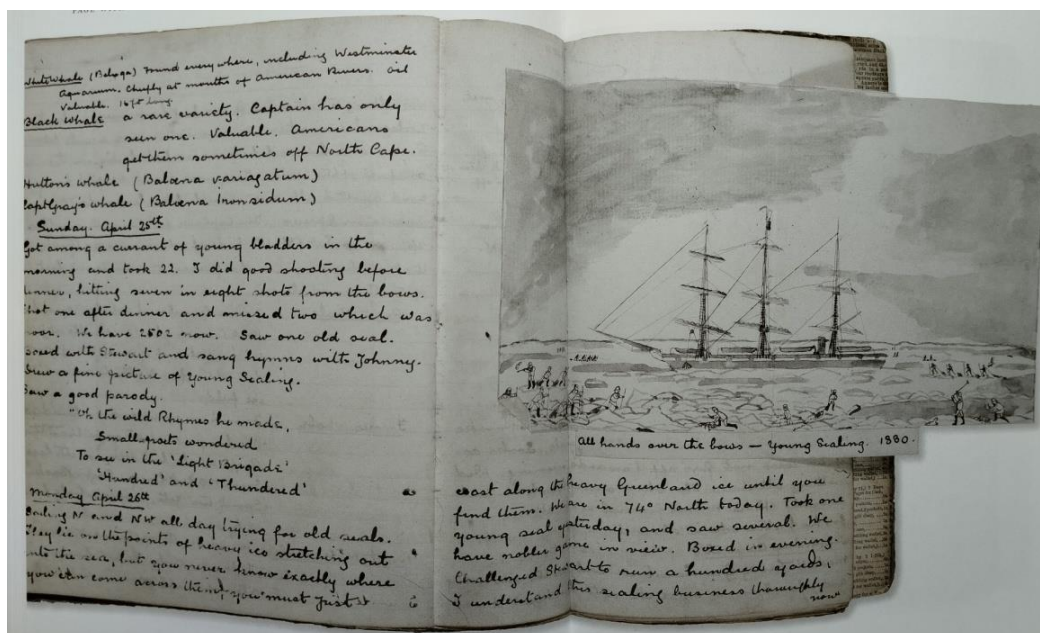 White Whale (Beluga) Found everywhere, including Westminster
Aquarium. Chiefly at mouths of American Rivers. oil
Valuable. 16 ft long.
Black Whale a rare variety. Captain has only
seen one. Valuable. Americans
get them sometimes off North Cape.
Hutton's whale (Balœna variagatum)
Capt Gray's whale (Balœna Ironsidum)
Sunday. April 25th
Got among a currant of young bladders in the
morning and took 22. I did good shooting before
dinner, hitting seven in eight shots from the bows.
Shot one after dinner and missed two which was
poor. We have 2502 now. Saw one old seal.
Boxed with Stewart and sang hymns with Johnny.
Drew a fine picture of Young Sealing.
Saw a good parody.
"Oh the wild Rhymes he made,
Small poets wondered
To see in the 'Light Brigade'
'Hundred' and 'Thundered'
Monday April 26th
Sailing N and NW all day trying for old seals.
They lie on the points of heavy ice stretching out
into the sea, but you never know exactly where
you can come across them, you must just
All hands over the bows — Young Sealing. 1880.
coast along the heavy Greenland ice until you
find them. We are in 74° North today. Took one
young seal yesterday, and saw several. We
have nobler game in view. Boxed in evening.
Challenged Stewart to run a hundred yards,
I understand this sealing business thoroughly
now